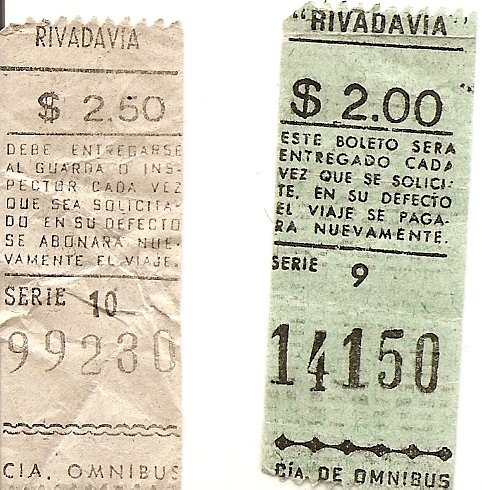 RIVADAVIA
$ 2.50
DEBE ENTREGARSE
AL GUARDA O INS-
PECTOR CADA VEZ
QUE SEA SOLICITA-
DO EN SU DEFECTO
SE ABONARA NUE-
VAMENTE EL VIAJE.
SERIE 10
99230
CIA. OMNIBUS
"RIVADAVIA"
$ 2.00
ESTE BOLETO SERA
ENTREGADO CADA
VEZ QUE SE SOLICI-
TE, EN SU DEFECTO
EL VIAJE SE PAGA-
RA NUEVAMENTE.
SERIE 9
14150
CÍA. DE OMNIBUS